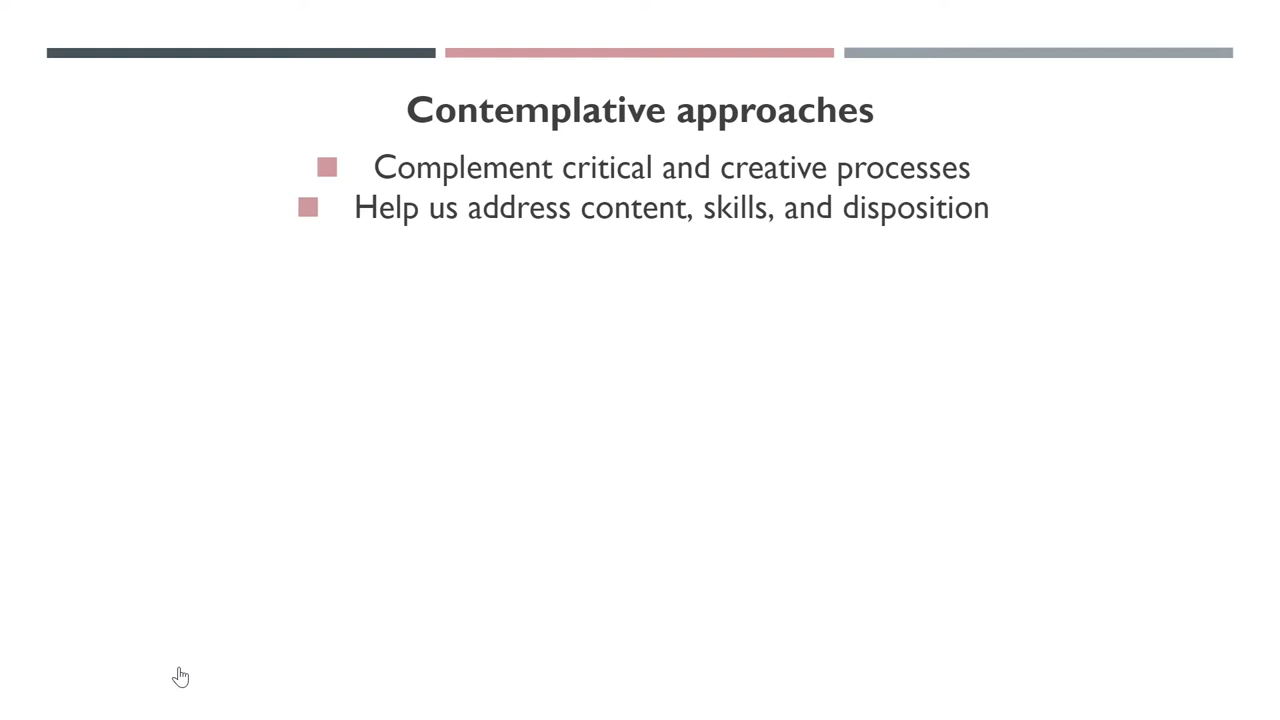 Contemplative approaches
Complement critical and creative processes
Help us address content, skills, and disposition